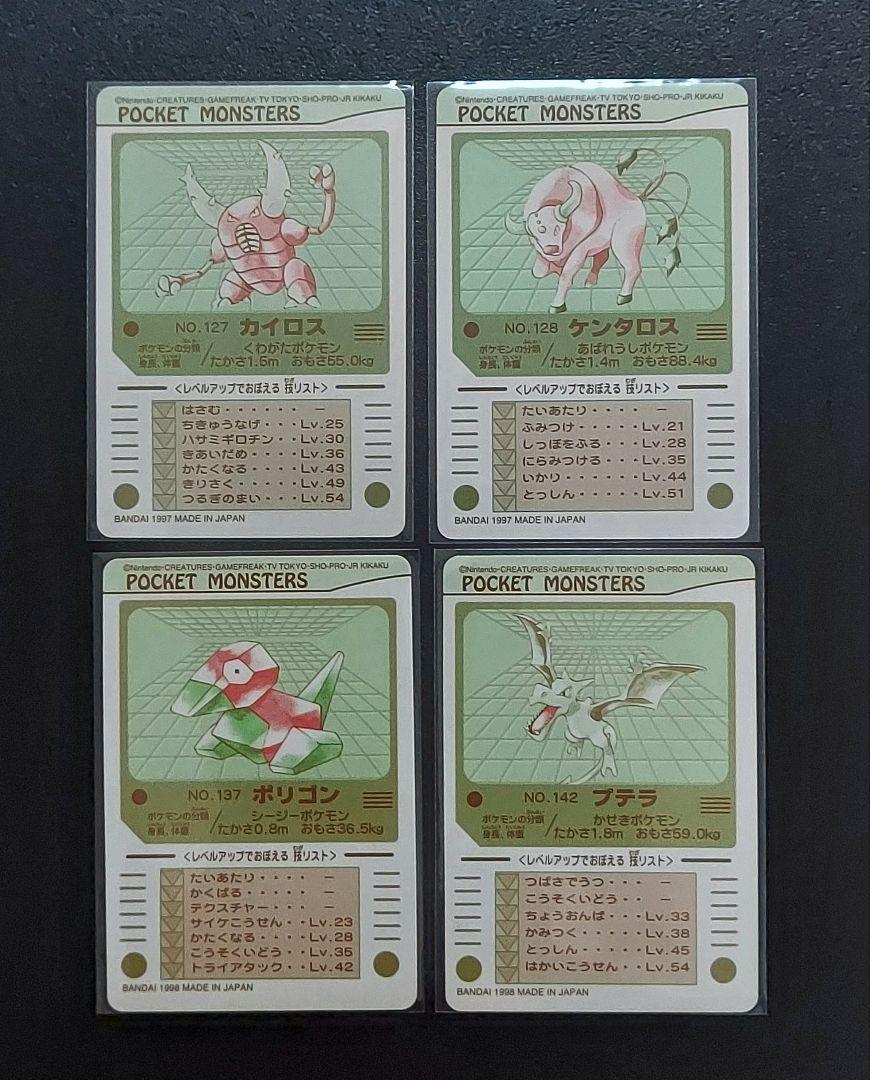 ©Nintendo·CREATURES·GAMEFREAK·TV TOKYO·SHO-PRO·JR KIKAKU
POCKET MONSTERS
NO.127 カイロス
ポケモンの分類 くわがたポケモン
身長、体重 / たかさ1.5m おもさ55.0kg
<レベルアップでおぼえる 技リスト>
はさむ・・・・・・ －
ちきゅうなげ・・・・Lv.25
ハサミギロチン・・・Lv.30
きあいだめ・・・・・Lv.36
かたくなる・・・・・Lv.43
きりさく・・・・・・Lv.49
つるぎのまい・・・・Lv.54
BANDAI 1997 MADE IN JAPAN
©Nintendo·CREATURES·GAMEFREAK·TV TOKYO·SHO-PRO·JR KIKAKU
POCKET MONSTERS
NO.128 ケンタロス
ポケモンの分類 あばれうしポケモン
身長、体重 / たかさ1.4m おもさ88.4kg
<レベルアップでおぼえる 技リスト>
たいあたり・・・・ －
ふみつけ・・・・・Lv.21
しっぽをふる・・・Lv.28
にらみつける・・・Lv.35
いかり・・・・・・Lv.44
とっしん・・・・・Lv.51
BANDAI 1997 MADE IN JAPAN
©Nintendo·CREATURES·GAMEFREAK·TV TOKYO·SHO-PRO·JR KIKAKU
POCKET MONSTERS
NO.137 ポリゴン
ポケモンの分類 シージーポケモン
身長、体重 / たかさ0.8m おもさ36.5kg
<レベルアップでおぼえる 技リスト>
たいあたり・・・・ －
かくばる・・・・・ －
テクスチャー・・・ －
サイケこうせん・・Lv.23
かたくなる・・・・Lv.28
こうそくいどう・・Lv.35
トライアタック・・Lv.42
BANDAI 1998 MADE IN JAPAN
©Nintendo·CREATURES·GAMEFREAK·TV TOKYO·SHO-PRO·JR KIKAKU
POCKET MONSTERS
NO.142 プテラ
ポケモンの分類 かせきポケモン
身長、体重 / たかさ1.8m おもさ59.0kg
<レベルアップでおぼえる 技リスト>
つばさでうつ・・・ －
こうそくいどう・・ －
ちょうおんぱ・・・Lv.33
かみつく・・・・・Lv.38
とっしん・・・・・Lv.45
はかいこうせん・・Lv.54
BANDAI 1998 MADE IN JAPAN